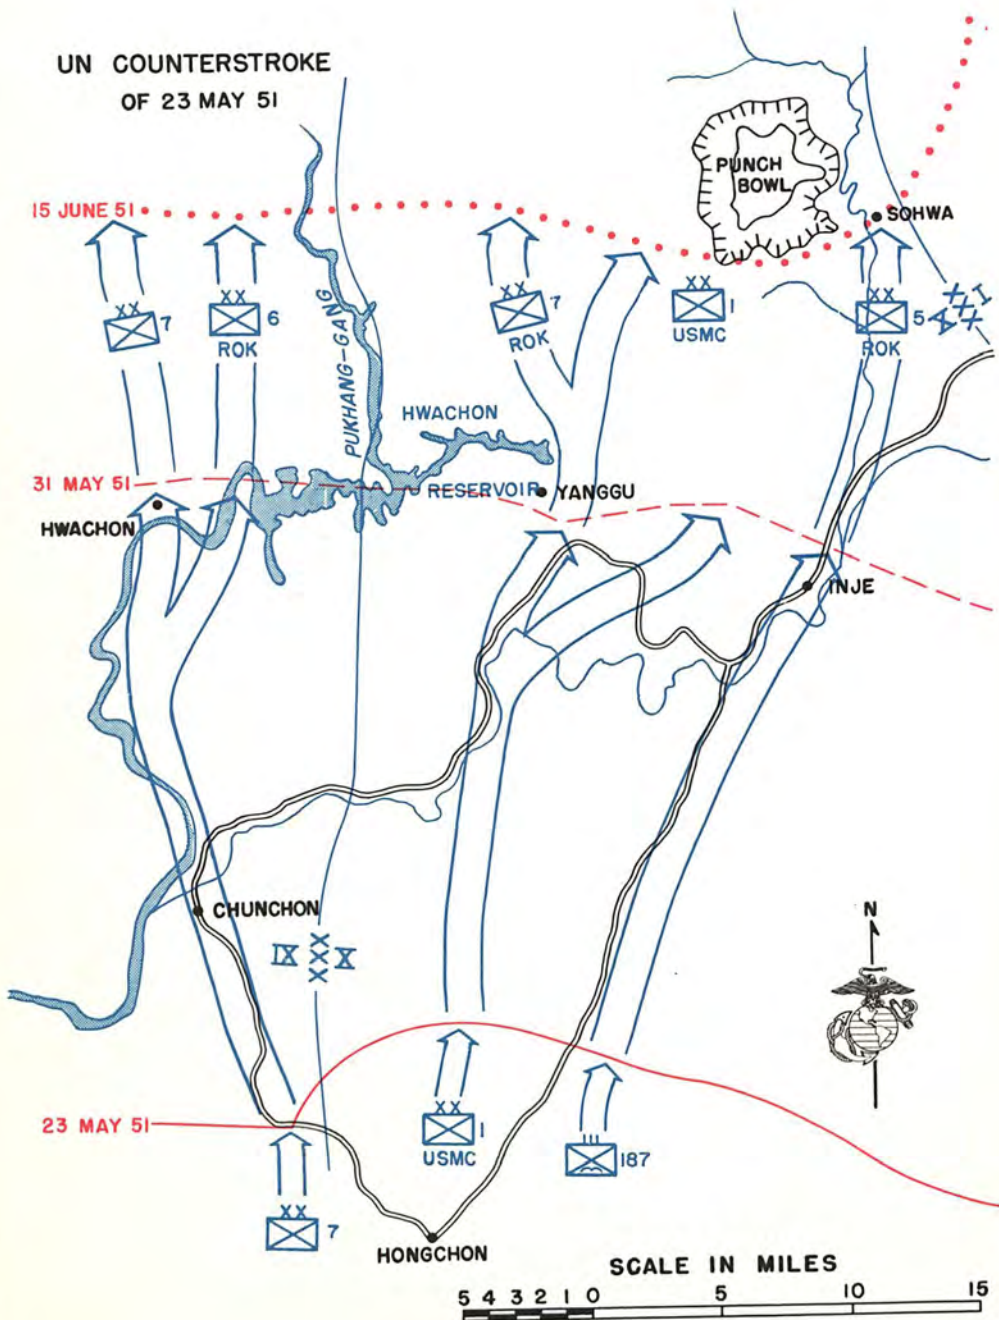 UN COUNTERSTROKE
OF 23 MAY 51
PUNCH
BOWL
15 JUNE 51
SOHWA
XX
7
XX
6
ROK
XX
7
ROK
XX
1
USMC
XX
5
ROK
XXX
I
PUKHANG-GANG
HWACHON
RESERVOIR
31 MAY 51
YANGGU
HWACHON
INJE
CHUNCHON
IX
XXX
X
N
23 MAY 51
XX
1
USMC
III
187
XX
7
HONGCHON
SCALE IN MILES
5 4 3 2 1 0 5 10 15